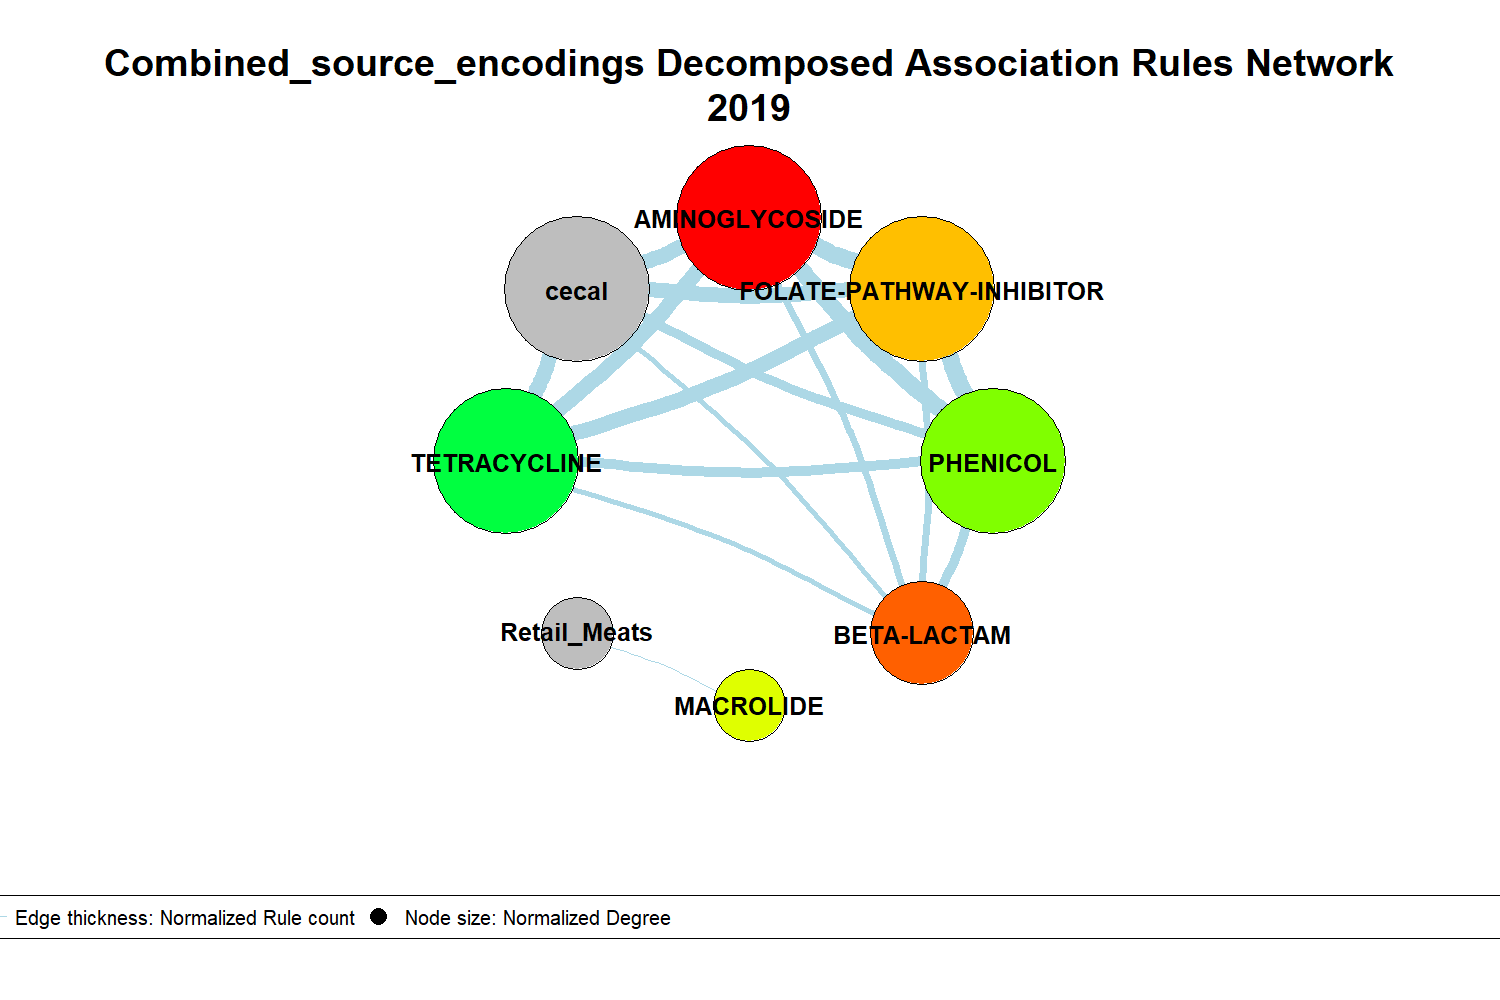 Combined_source_encodings Decomposed Association Rules Network
2019
AMINOGLYCOSIDE
cecal
FOLATE-PATHWAY-INHIBITOR
TETRACYCLINE
PHENICOL
Retail_Meats
BETA-LACTAM
MACROLIDE
Edge thickness: Normalized Rule count
Node size: Normalized Degree